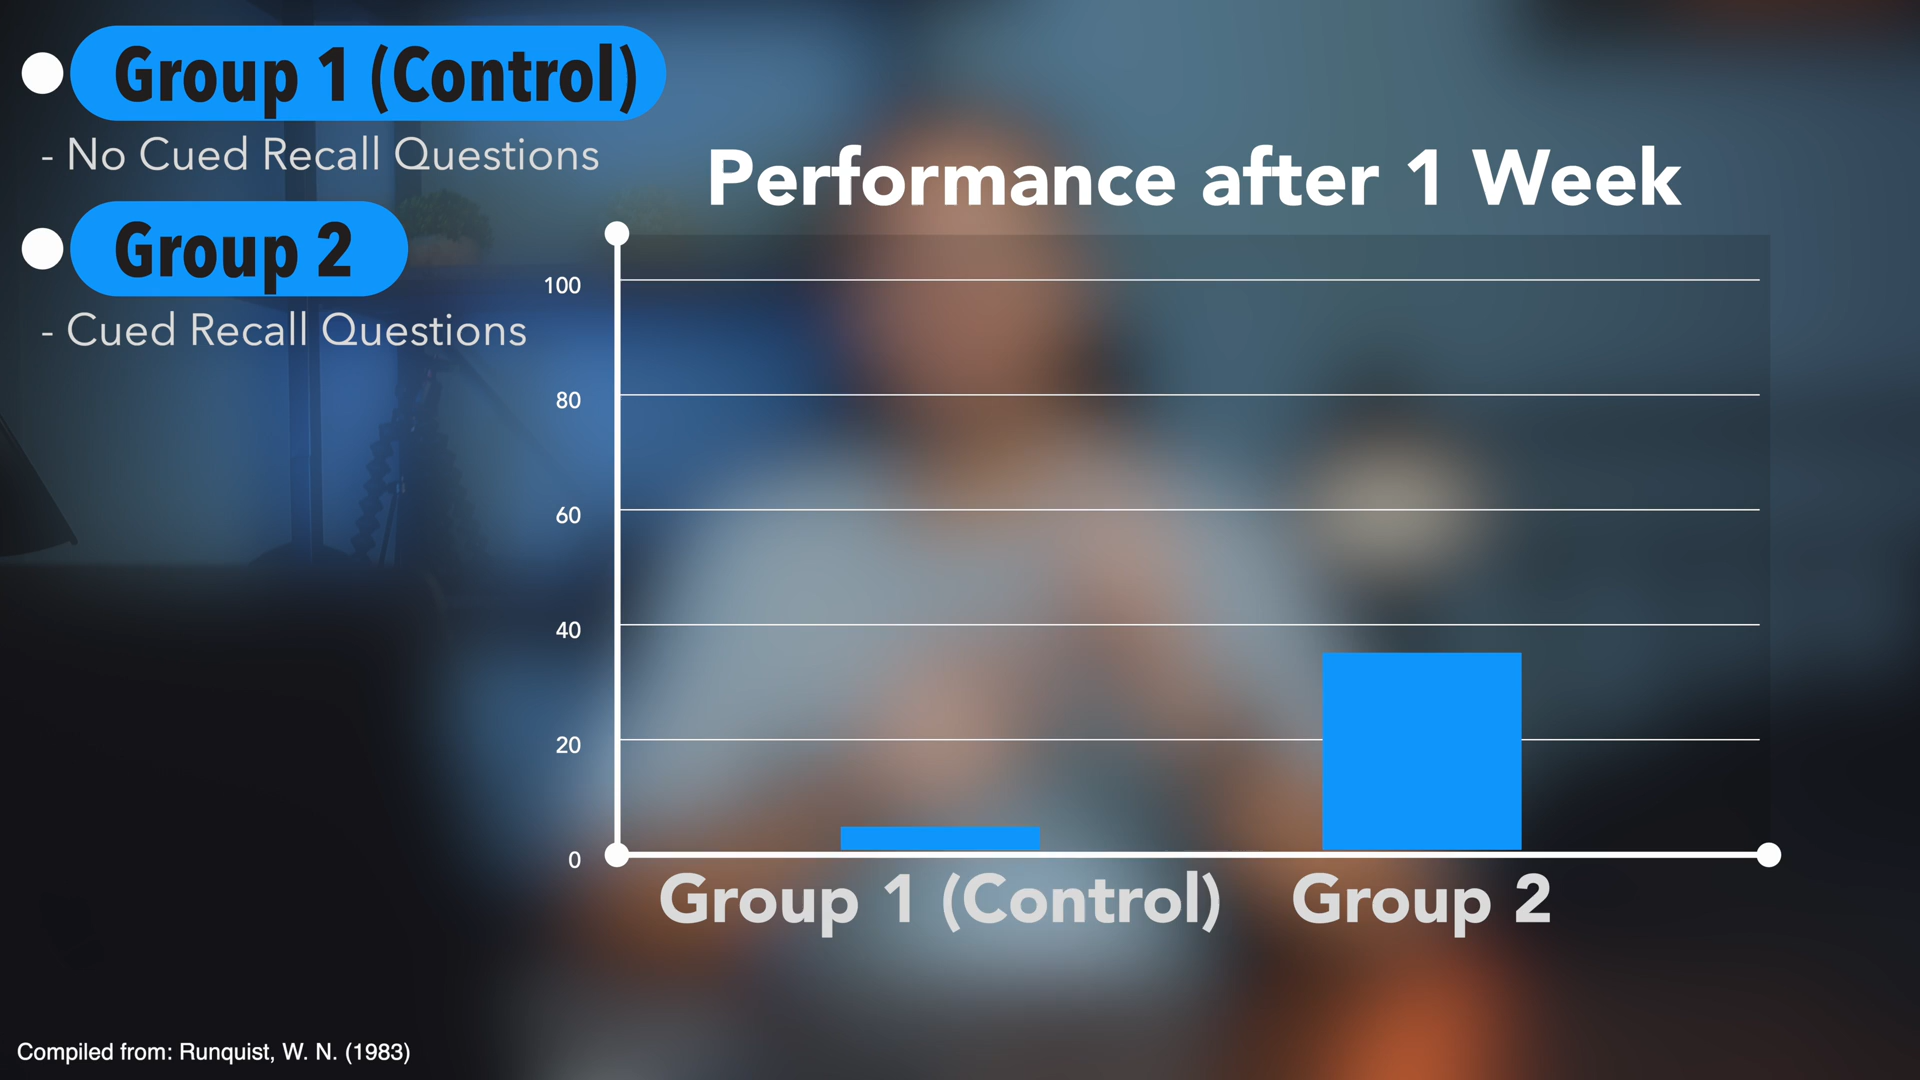 Group 1 (Control)
- No Cued Recall Questions
Group 2
- Cued Recall Questions
Performance after 1 Week
100
80
60
40
20
0
Group 1 (Control)
Group 2
Compiled from: Runquist, W. N. (1983)